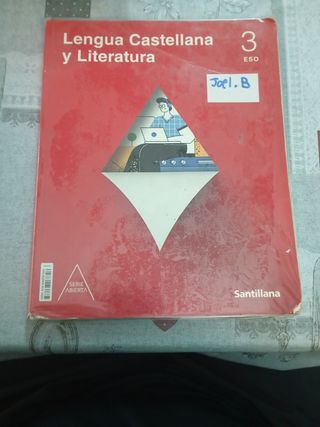 Lengua Castellana
y Literatura
3
ESO
Joel.B
SERIE
ABIERTA
Santillana